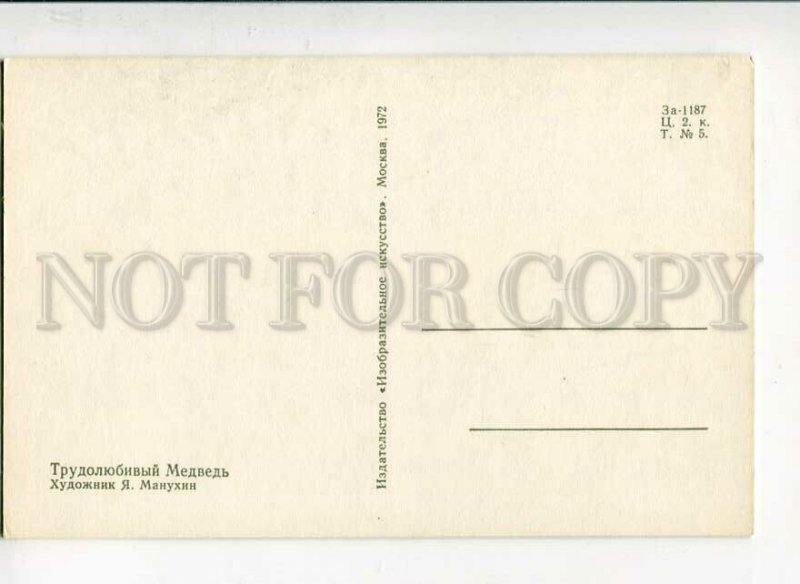 За-1187
Ц. 2. к.
Т. № 5.
Издательство «Изобразительное искусство». Москва. 1972
NOT FOR COPY
Трудолюбивый Медведь
Художник Я. Манухин